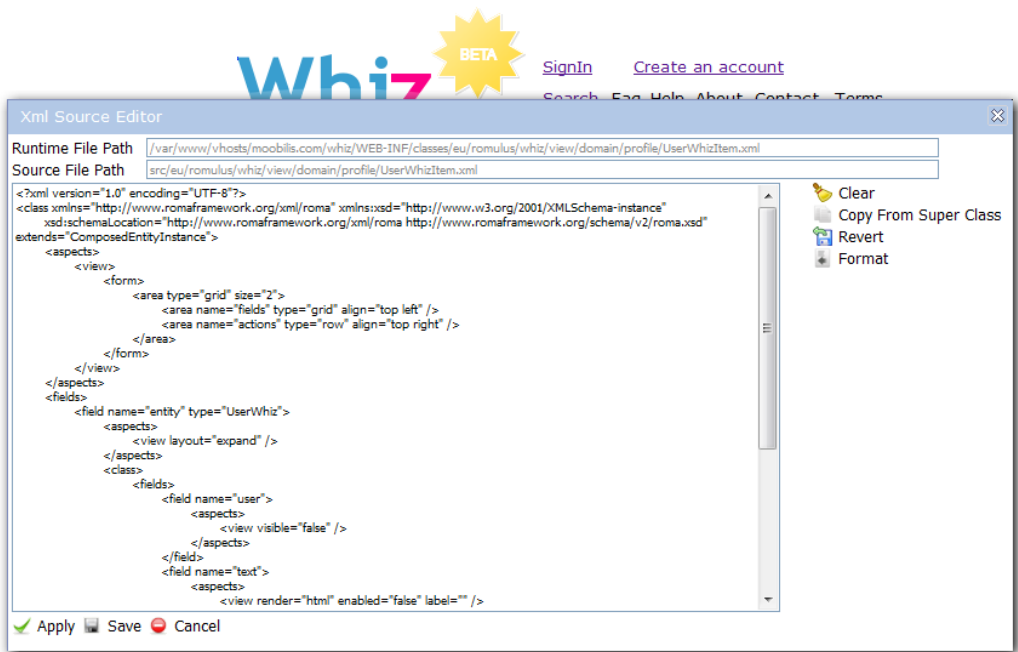 BETA
Whiz
SignIn Create an account
Search Faq Help About Contact Terms
Xml Source Editor
Runtime File Path /var/www/vhosts/moobilis.com/whiz/WEB-INF/classes/eu/romulus/whiz/view/domain/profile/UserWhizItem.xml
Source File Path src/eu/romulus/whiz/view/domain/profile/UserWhizItem.xml
<?xml version="1.0" encoding="UTF-8"?>
<class xmlns="http://www.romaframework.org/xml/roma" xmlns:xsd="http://www.w3.org/2001/XMLSchema-instance"
xsd:schemaLocation="http://www.romaframework.org/xml/roma http://www.romaframework.org/schema/v2/roma.xsd"
extends="ComposedEntityInstance">
<aspects>
<view>
<form>
<area type="grid" size="2">
<area name="fields" type="grid" align="top left" />
<area name="actions" type="row" align="top right" />
</area>
</form>
</view>
</aspects>
<fields>
<field name="entity" type="UserWhiz">
<aspects>
<view layout="expand" />
</aspects>
<class>
<fields>
<field name="user">
<aspects>
<view visible="false" />
</aspects>
</field>
<field name="text">
<aspects>
<view render="html" enabled="false" label="" />
Clear
Copy From Super Class
Revert
Format
Apply Save Cancel